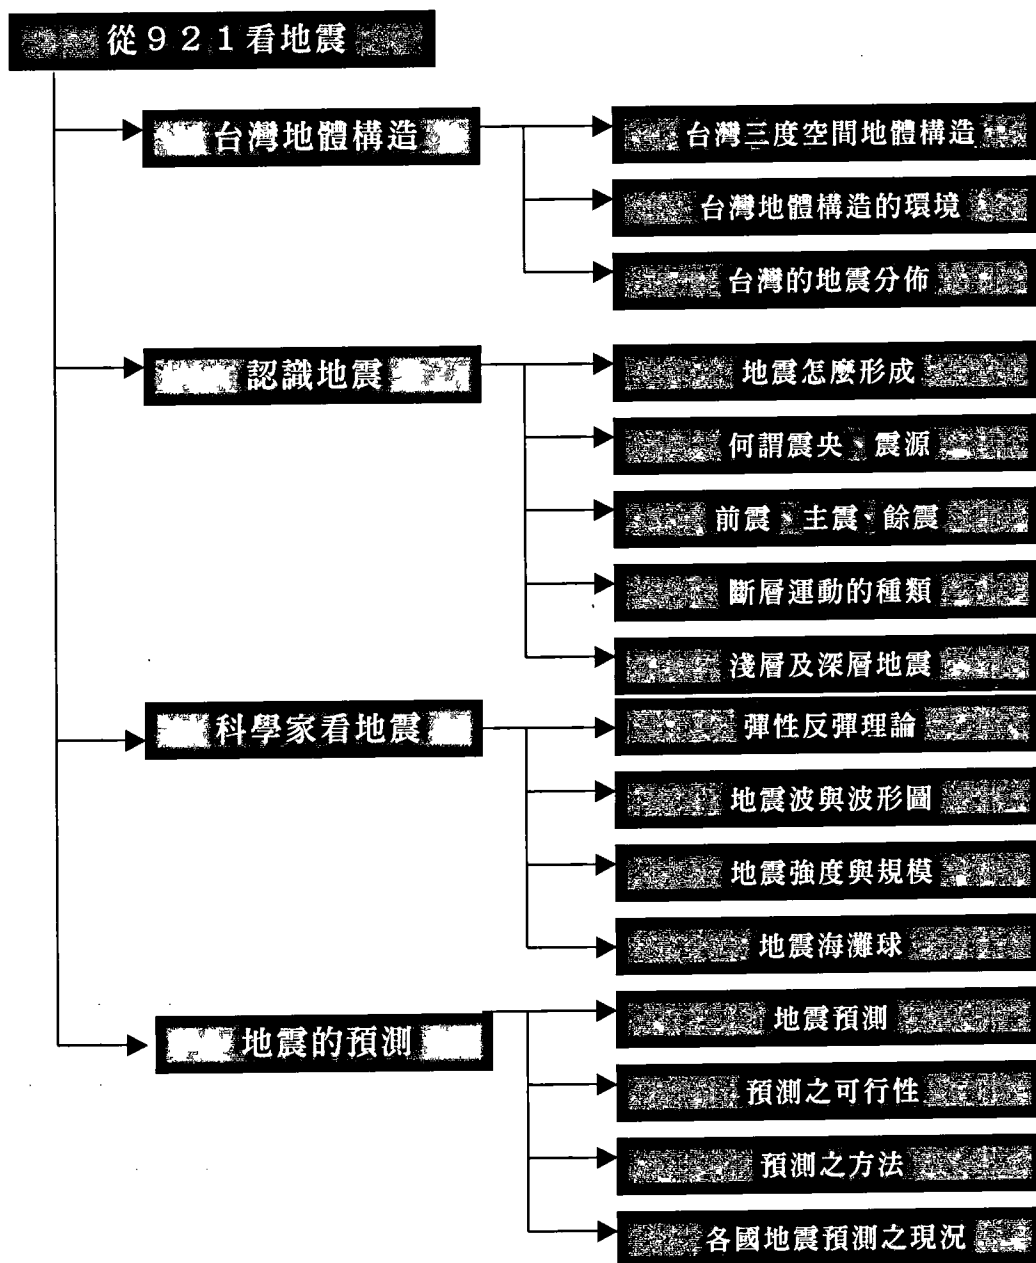 從９２１看地震
台灣地體構造
台灣三度空間地體構造
台灣地體構造的環境
台灣的地震分佈
認識地震
地震怎麼形成
何謂震央、震源
前震、主震、餘震
斷層運動的種類
淺層及深層地震
科學家看地震
彈性反彈理論
地震波與波形圖
地震強度與規模
地震海灘球
地震的預測
地震預測
預測之可行性
預測之方法
各國地震預測之現況